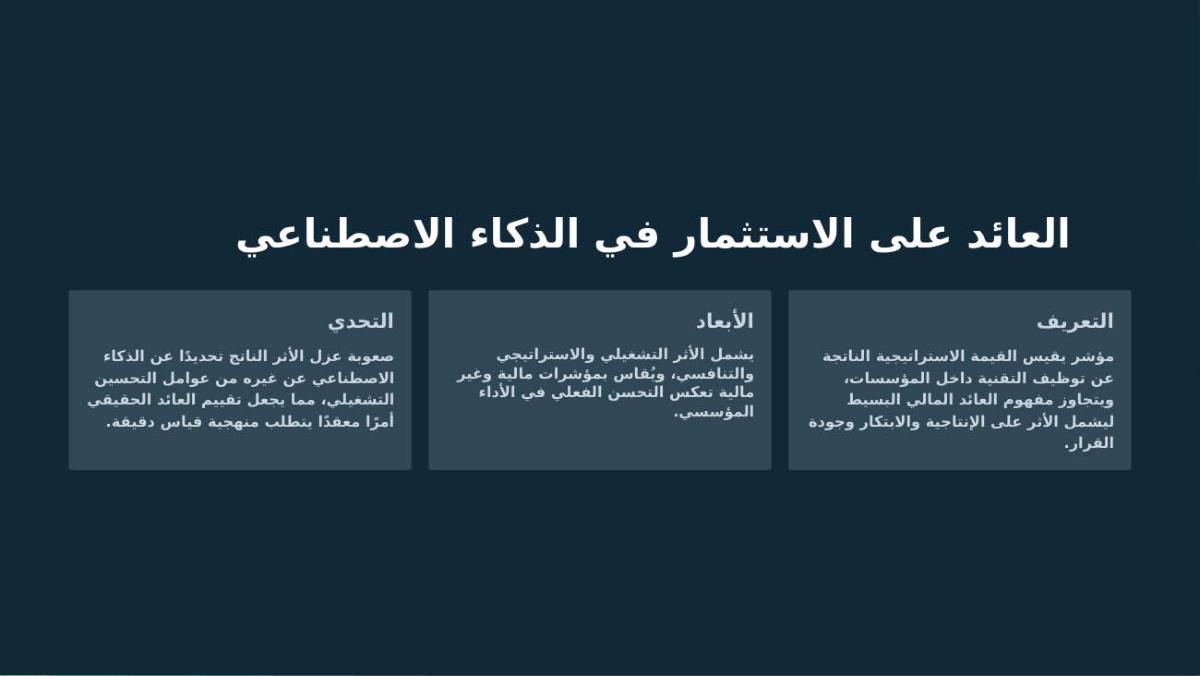 العائد على الاستثمار في الذكاء الاصطناعي
التعريف
مؤشر يقيس القيمة الاستراتيجية الناتجة
عن توظيف التقنية داخل المؤسسات،
ويتجاوز مفهوم العائد المالي البسيط
ليشمل الأثر على الإنتاجية والابتكار وجودة
القرار.
الأبعاد
يشمل الأثر التشغيلي والاستراتيجي
والتنافسي، ويُقاس بمؤشرات مالية وغير
مالية تعكس التحسن الفعلي في الأداء
المؤسسي.
التحدي
صعوبة عزل الأثر الناتج تحديدًا عن الذكاء
الاصطناعي عن غيره من عوامل التحسين
التشغيلي، مما يجعل تقييم العائد الحقيقي
أمرًا معقدًا يتطلب منهجية قياس دقيقة.